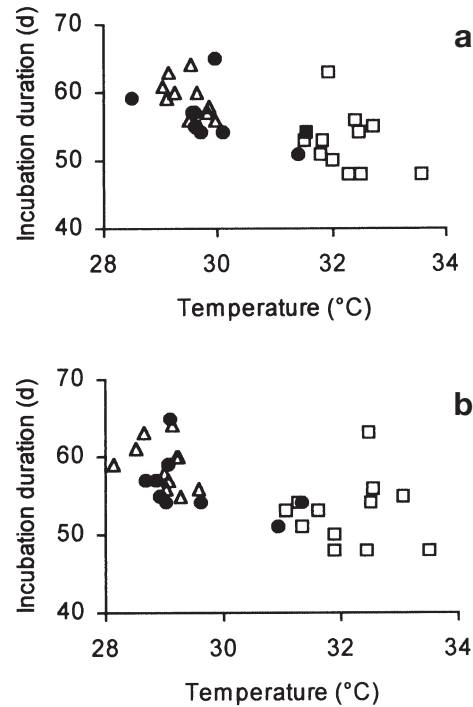 a
Incubation duration (d)
70
60
50
40
28 30 32 34
Temperature (°C)
b
Incubation duration (d)
70
60
50
40
28 30 32 34
Temperature (°C)